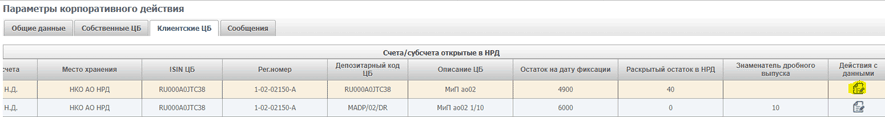 Параметры корпоративного действия
Общие данные Собственные ЦБ Клиентские ЦБ Сообщения
Счета/субсчета открытые в НРД
счета Место хранения ISIN ЦБ Рег.номер Депозитарный код ЦБ Описание ЦБ Остаток на дату фиксации Раскрытый остаток в НРД Знаменатель дробного выпуска Действия с данными
Н.Д. НКО АО НРД RU000A0JTC38 1-02-02150-A RU000A0JTC38 МиП ао02 4900 40
Н.Д. НКО АО НРД RU000A0JTC38 1-02-02150-A MADP/02/DR МиП ао02 1/10 6000 0 10